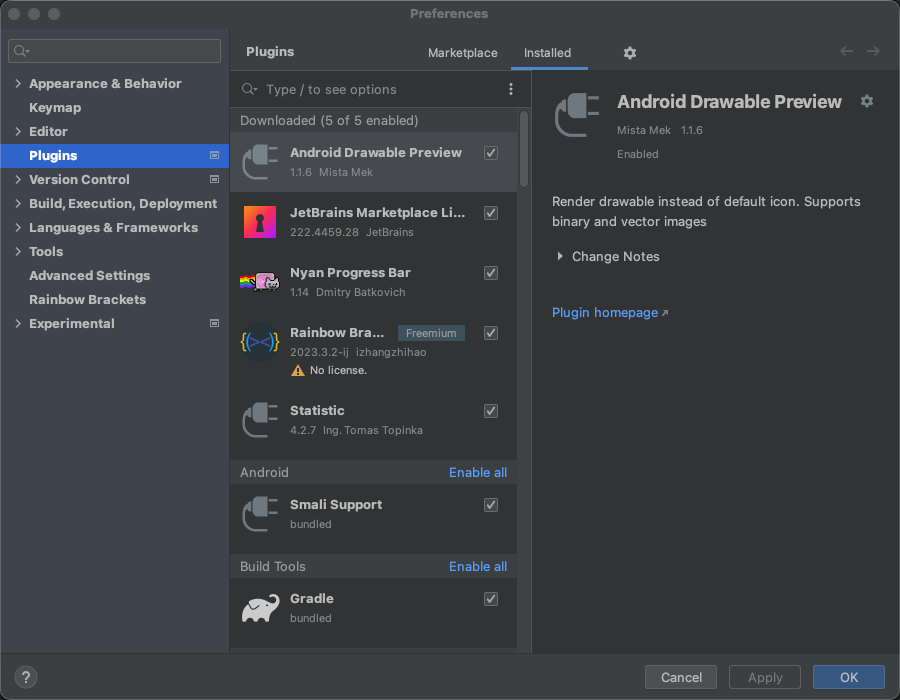 Preferences
Appearance & Behavior
Keymap
Editor
Plugins
Version Control
Build, Execution, Deployment
Languages & Frameworks
Tools
Advanced Settings
Rainbow Brackets
Experimental
Plugins
Marketplace
Installed
Type / to see options
Downloaded (5 of 5 enabled)
Android Drawable Preview
1.1.6 Mista Mek
JetBrains Marketplace Li...
222.4459.28 JetBrains
Nyan Progress Bar
1.14 Dmitry Batkovich
Rainbow Bra... Freemium
2023.3.2-ij izhangzhihao
No license.
Statistic
4.2.7 Ing. Tomas Topinka
Android Enable all
Smali Support
bundled
Build Tools Enable all
Gradle
bundled
Android Drawable Preview
Mista Mek 1.1.6
Enabled
Render drawable instead of default icon. Supports
binary and vector images
Change Notes
Plugin homepage ↗
?
Cancel
Apply
OK